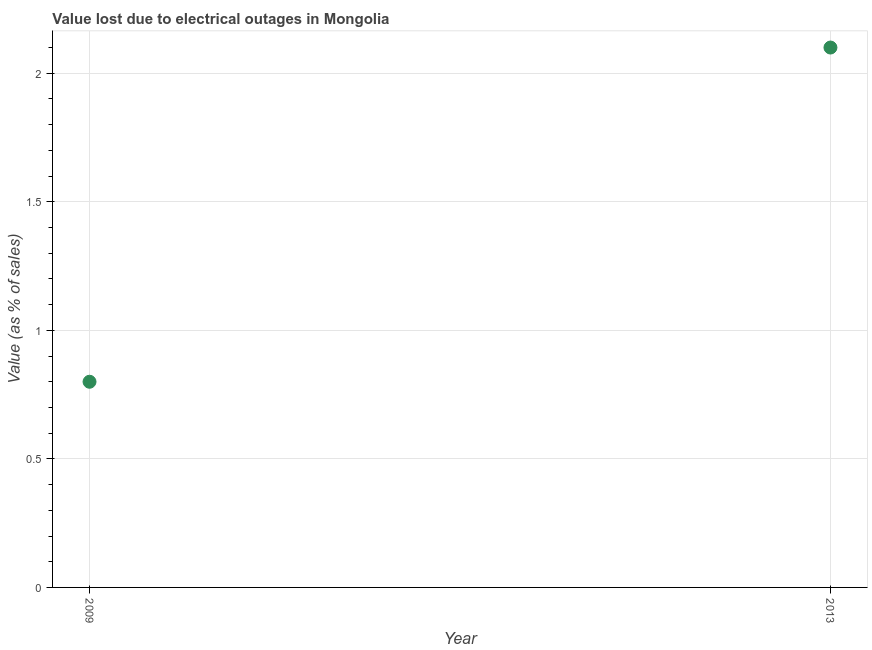 Value lost due to electrical outages in Mongolia
Value (as % of sales)
2
1.5
1
0.5
0
2009
2013
Year